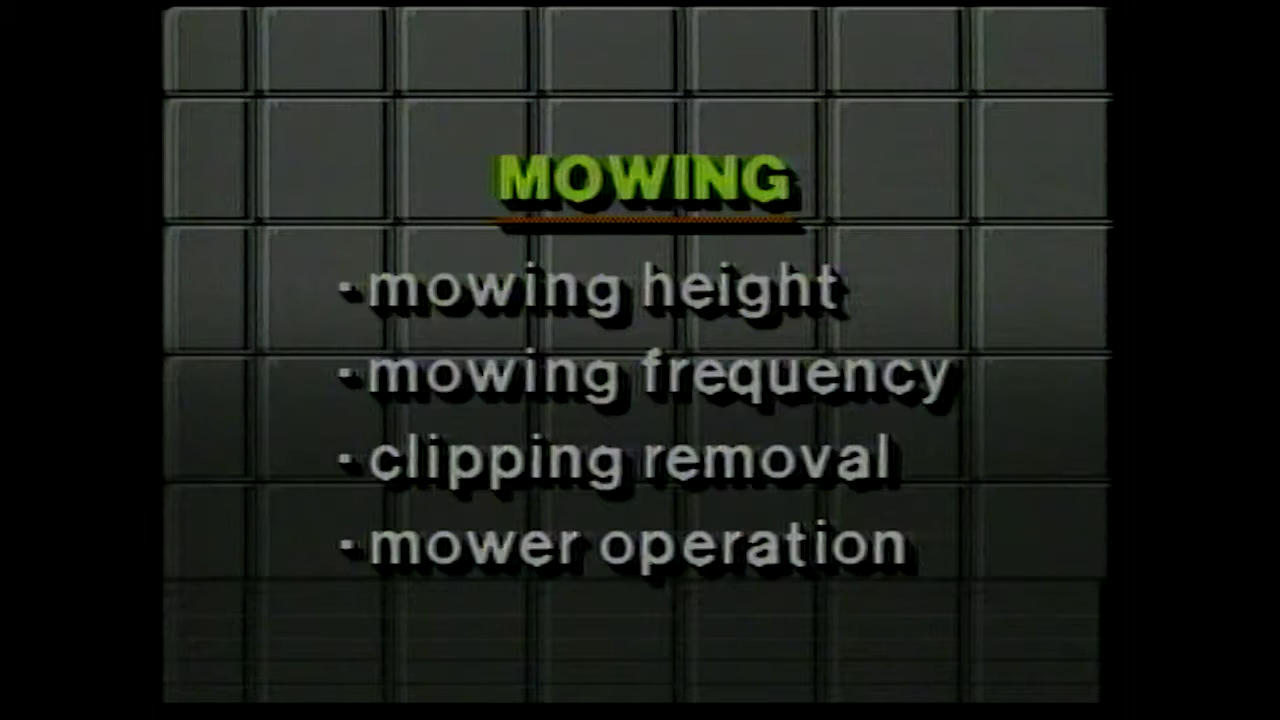 MOWING
·mowing height
·mowing frequency
·clipping removal
·mower operation